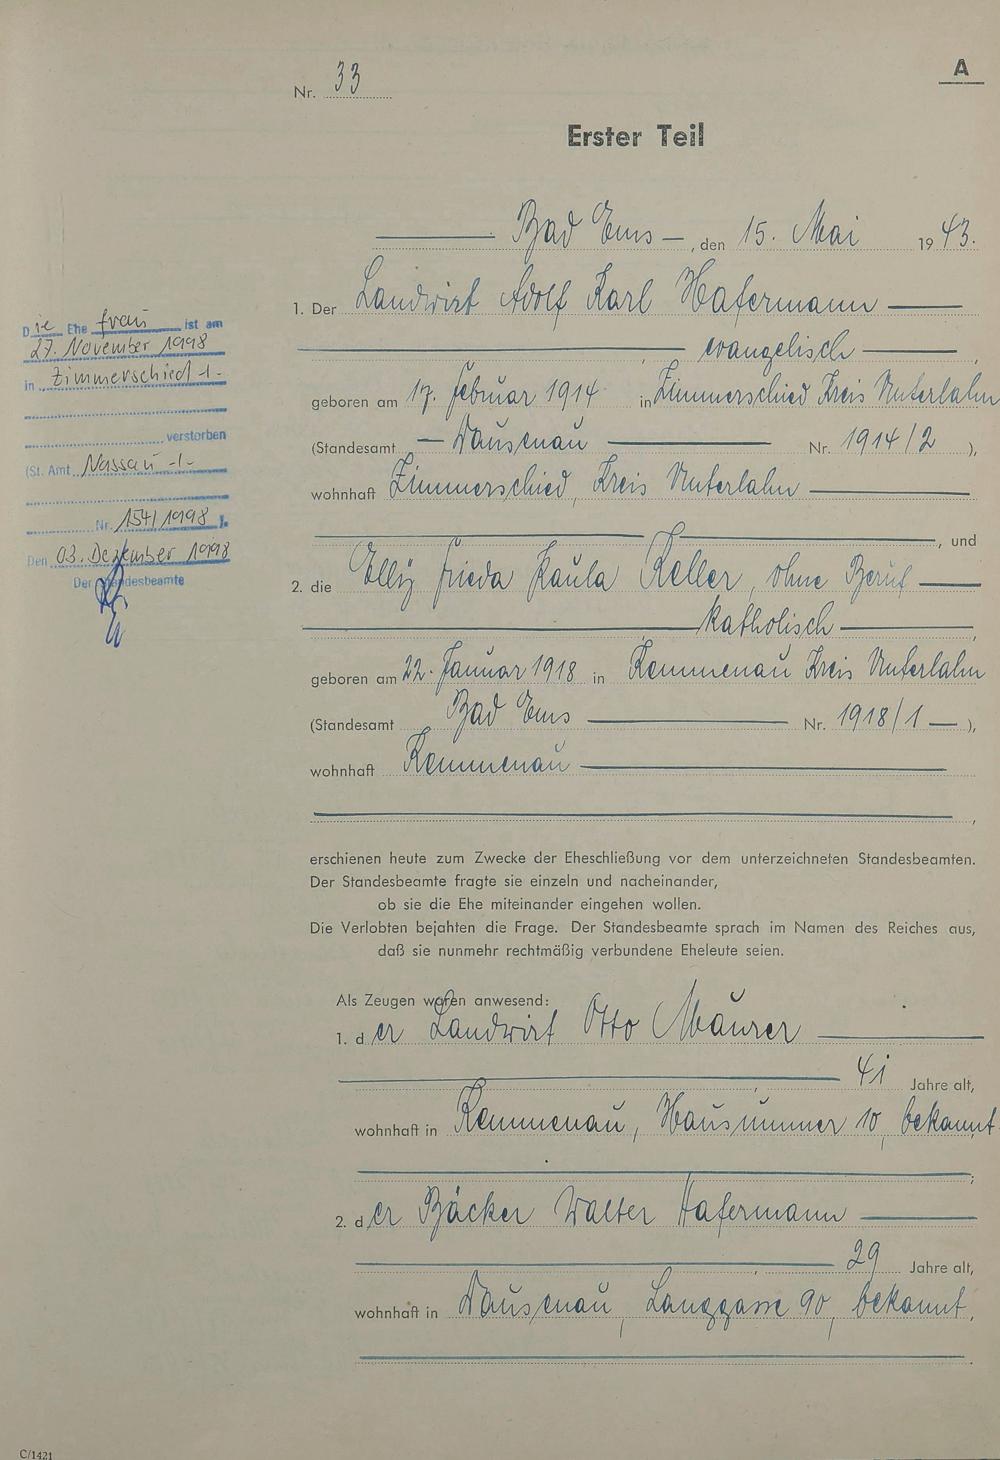 A
Nr. 33
Erster Teil
Bad Ems —, den 15. Mai 1943.
1. Der Landwirt Adolf Karl Hafermann
evangelisch ,
geboren am 17. Februar 1914 in Zimmerschied Kreis Unterlahn
(Standesamt — Dausenau Nr. 1914/2 ),
wohnhaft Zimmerschied, Kreis Unterlahn
, und
2. die Elly Frieda Paula Keller, ohne Beruf
katholisch ,
geboren am 22. Januar 1918 in Kemmenau Kreis Unterlahn
(Standesamt Bad Ems Nr. 1918/1 — ),
wohnhaft Kemmenau
,
erschienen heute zum Zwecke der Eheschließung vor dem unterzeichneten Standesbeamten.
Der Standesbeamte fragte sie einzeln und nacheinander,
ob sie die Ehe miteinander eingehen wollen.
Die Verlobten bejahten die Frage. Der Standesbeamte sprach im Namen des Reiches aus,
daß sie nunmehr rechtmäßig verbundene Eheleute seien.
Als Zeugen waren anwesend:
1. der Landwirt Otto Maurer
, 41 Jahre alt,
wohnhaft in Kemmenau, Hausnummer 10, bekannt
;
2. der Bäcker Walter Hafermann
, 29 Jahre alt,
wohnhaft in Dausenau, Langgasse 90, bekannt.
Die Ehefrau ist am
27. November 1998
in Zimmerschied -/-
verstorben
(St. Amt Nassau -/-
Nr. 154/1998 ).
Den 03. Dezember 1998
Der Standesbeamte
C/1421